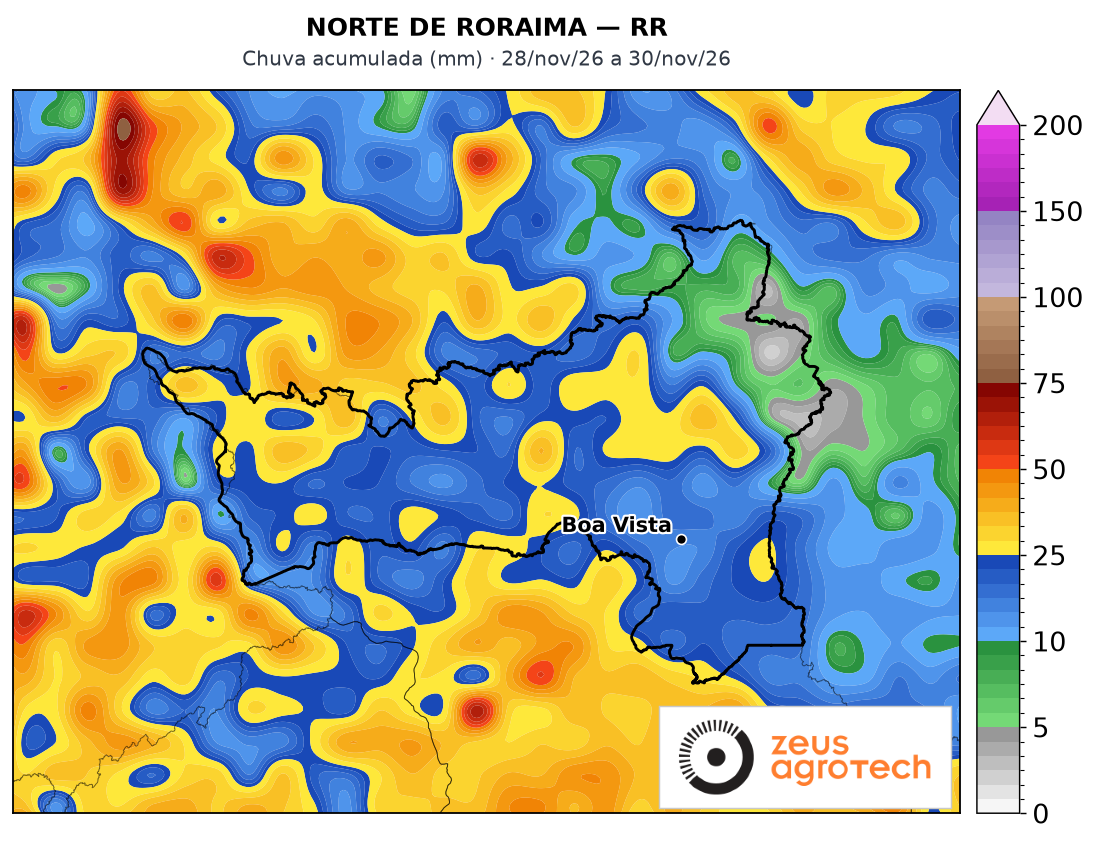 NORTE DE RORAIMA — RR
Chuva acumulada (mm) · 28/nov/26 a 30/nov/26
200
150
100
75
50
25
10
5
0
Boa Vista
zeus
agrotech